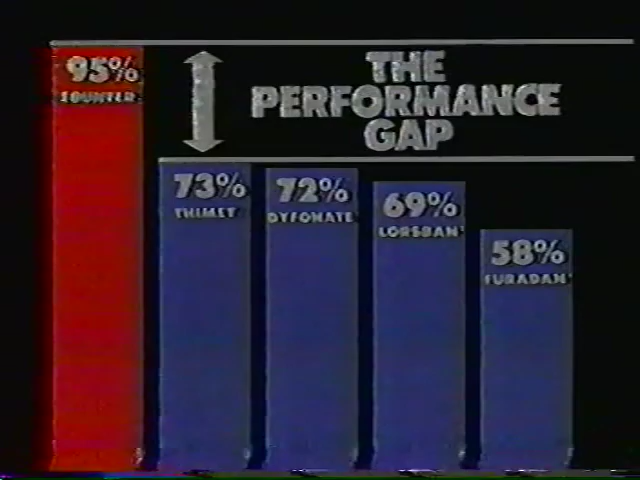 95%
COUNTER
THE
PERFORMANCE
GAP
73%
THIMET
72%
DYFONATE
69%
LORSBAN
58%
FURADAN